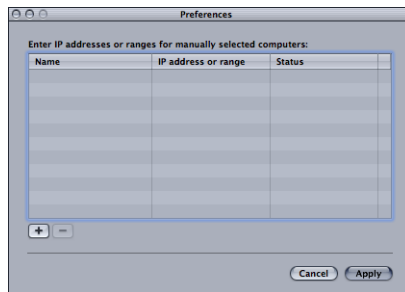 Preferences
Enter IP addresses or ranges for manually selected computers:
Name IP address or range Status
+ −
Cancel Apply